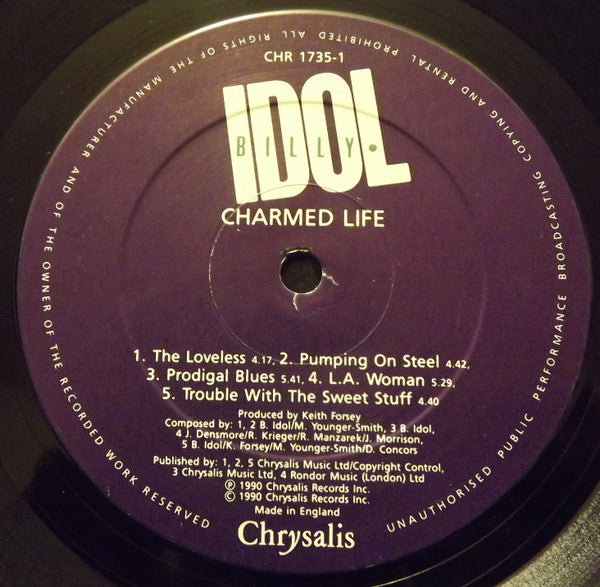 CHR 1735-1
IDOL
BILLY.
CHARMED LIFE
1. The Loveless 4.17, 2. Pumping On Steel 4.42,
3. Prodigal Blues 5.41, 4. L.A. Woman 5.29,
5. Trouble With The Sweet Stuff 4.40
Produced by Keith Forsey
Composed by: 1, 2 B. Idol/M. Younger-Smith, 3 B. Idol,
4 J. Densmore/R. Krieger/R. Manzarek/J. Morrison,
5 B. Idol/K. Forsey/M. Younger-Smith/D. Concors
Published by: 1, 2, 5 Chrysalis Music Ltd/Copyright Control,
3 Chrysalis Music Ltd, 4 Rondor Music (London) Ltd
℗ 1990 Chrysalis Records Inc.
© 1990 Chrysalis Records Inc.
Made in England
Chrysalis
ALL RIGHTS OF THE MANUFACTURER AND OF THE OWNER OF THE RECORDED WORK RESERVED
UNAUTHORISED PUBLIC PERFORMANCE BROADCASTING COPYING AND RENTAL PROHIBITED